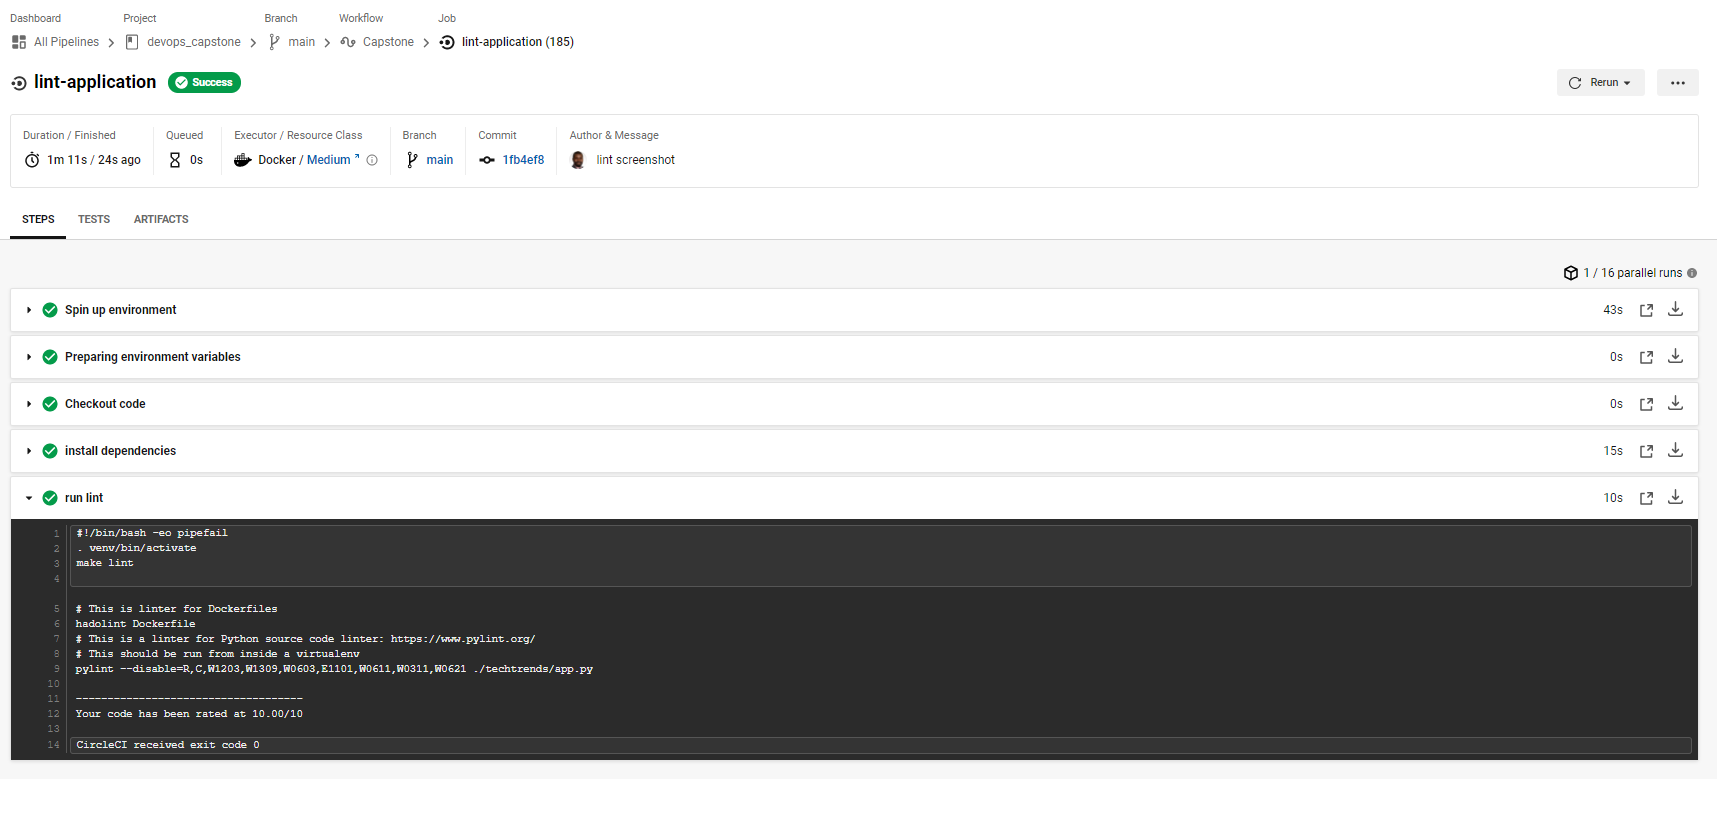 Dashboard Project Branch Workflow Job
All Pipelines devops_capstone main Capstone lint-application (185)
lint-application Success Rerun
Duration / Finished Queued Executor / Resource Class Branch Commit Author & Message
1m 11s / 24s ago 0s Docker / Medium main 1fb4ef8 lint screenshot
STEPS TESTS ARTIFACTS
1 / 16 parallel runs
Spin up environment 43s
Preparing environment variables 0s
Checkout code 0s
install dependencies 15s
run lint 10s
1 #!/bin/bash -eo pipefail
2 . venv/bin/activate
3 make lint
4
5 # This is linter for Dockerfiles
6 hadolint Dockerfile
7 # This is a linter for Python source code linter: https://www.pylint.org/
8 # This should be run from inside a virtualenv
9 pylint --disable=R,C,W1203,W1309,W0603,E1101,W0611,W0311,W0621 ./techtrends/app.py
10
11 ------------------------------------
12 Your code has been rated at 10.00/10
13
14 CircleCI received exit code 0